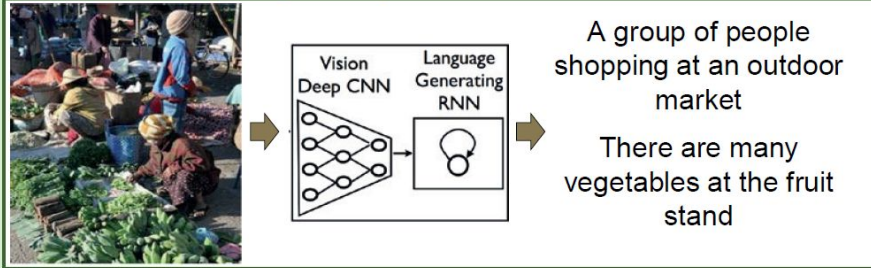 Vision
Deep CNN
Language
Generating
RNN
A group of people
shopping at an outdoor
market
There are many
vegetables at the fruit
stand